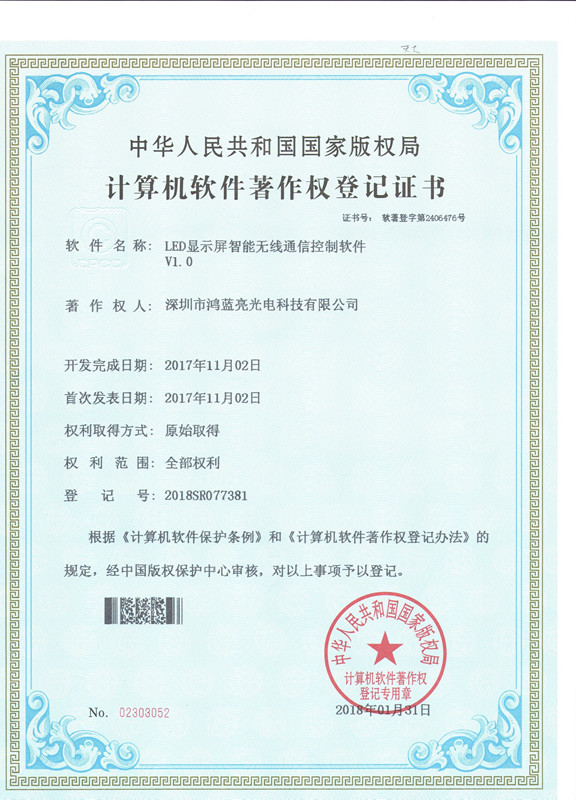 中华人民共和国国家版权局
计算机软件著作权登记证书
证书号： 软著登字第2406476号
软件名称： LED显示屏智能无线通信控制软件
V1.0
著作权人： 深圳市鸿蓝亮光电科技有限公司
开发完成日期： 2017年11月02日
首次发表日期： 2017年11月02日
权利取得方式： 原始取得
权利范围： 全部权利
登记号： 2018SR077381
根据《计算机软件保护条例》和《计算机软件著作权登记办法》的
规定，经中国版权保护中心审核，对以上事项予以登记。
中华人民共和国国家版权局
计算机软件著作权
登记专用章
No. 02303052
2018年01月31日